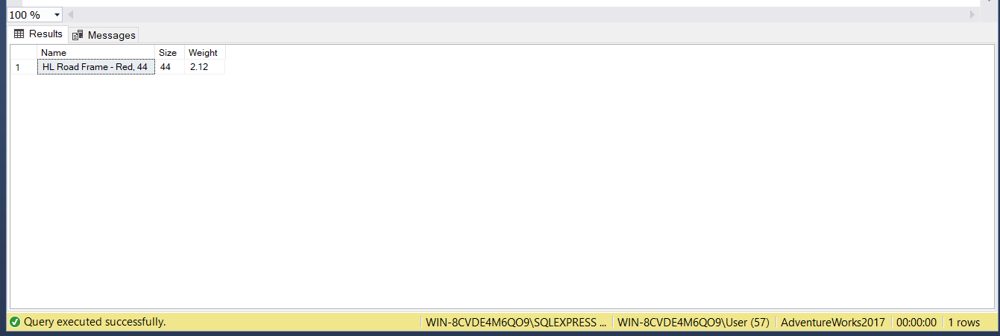 100 %
Results Messages
Name Size Weight
1 HL Road Frame - Red, 44 44 2.12
Query executed successfully. WIN-8CVDE4M6QO9\SQLEXPRESS ... WIN-8CVDE4M6QO9\User (57) AdventureWorks2017 00:00:00 1 rows